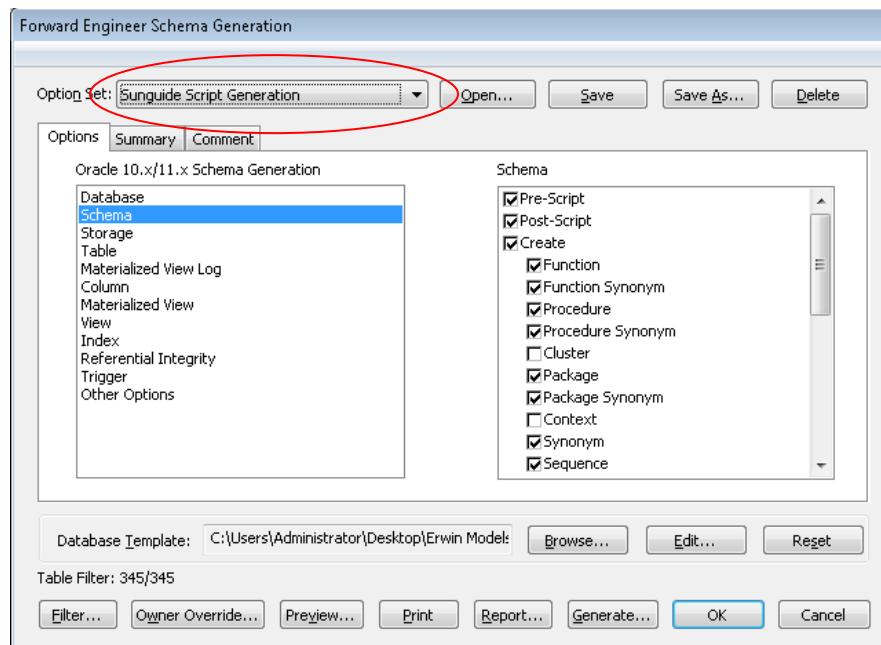 Forward Engineer Schema Generation
Option Set: Sunguide Script Generation Open... Save Save As... Delete
Options Summary Comment
Oracle 10.x/11.x Schema Generation
Database
Schema
Storage
Table
Materialized View Log
Column
Materialized View
View
Index
Referential Integrity
Trigger
Other Options
Schema
Pre-Script
Post-Script
Create
Function
Function Synonym
Procedure
Procedure Synonym
Cluster
Package
Package Synonym
Context
Synonym
Sequence
Database Template: C:\Users\Administrator\Desktop\Erwin Models Browse... Edit... Reset
Table Filter: 345/345
Filter... Owner Override... Preview... Print Report... Generate... OK Cancel